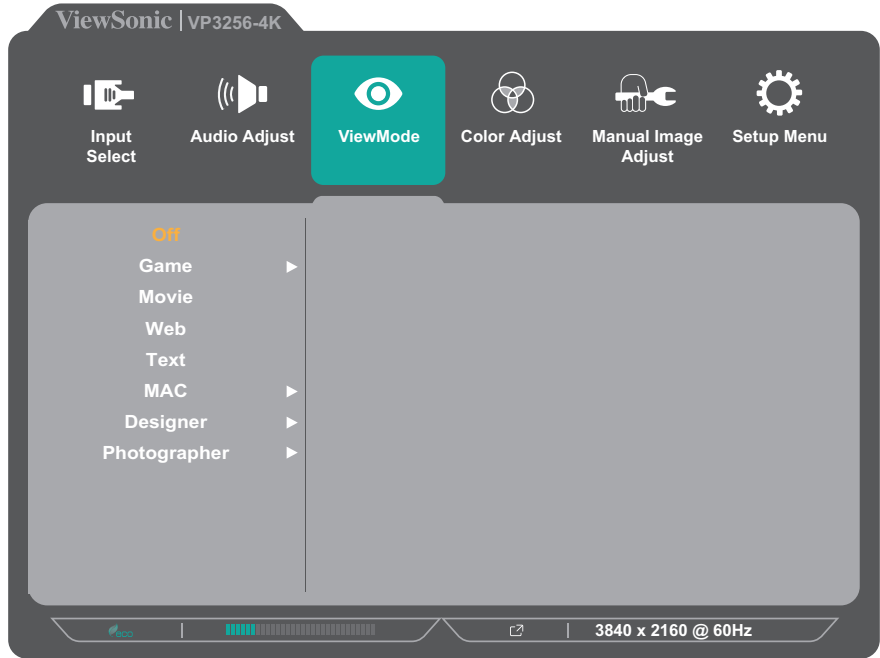 ViewSonic | VP3256-4K
Input
Select
Audio Adjust
ViewMode
Color Adjust
Manual Image
Adjust
Setup Menu
Off
Game
Movie
Web
Text
MAC
Designer
Photographer
eco
3840 x 2160 @ 60Hz